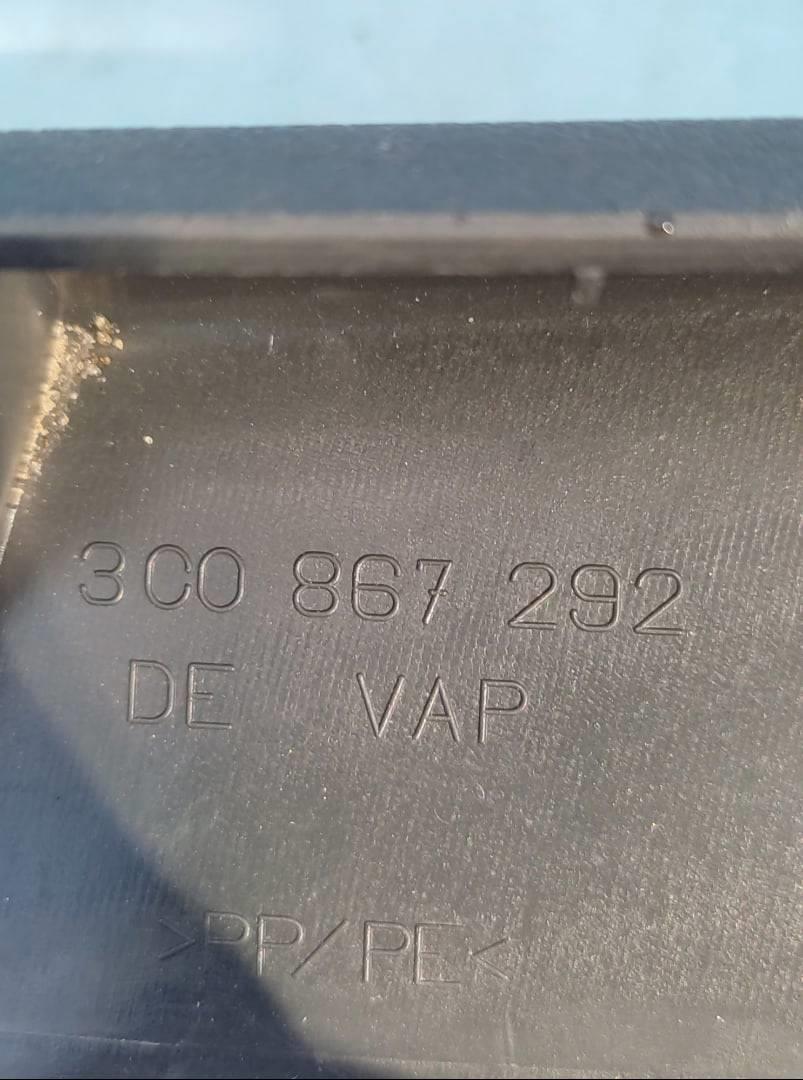 3C0 867 292
DE VAP
>PP/PE<